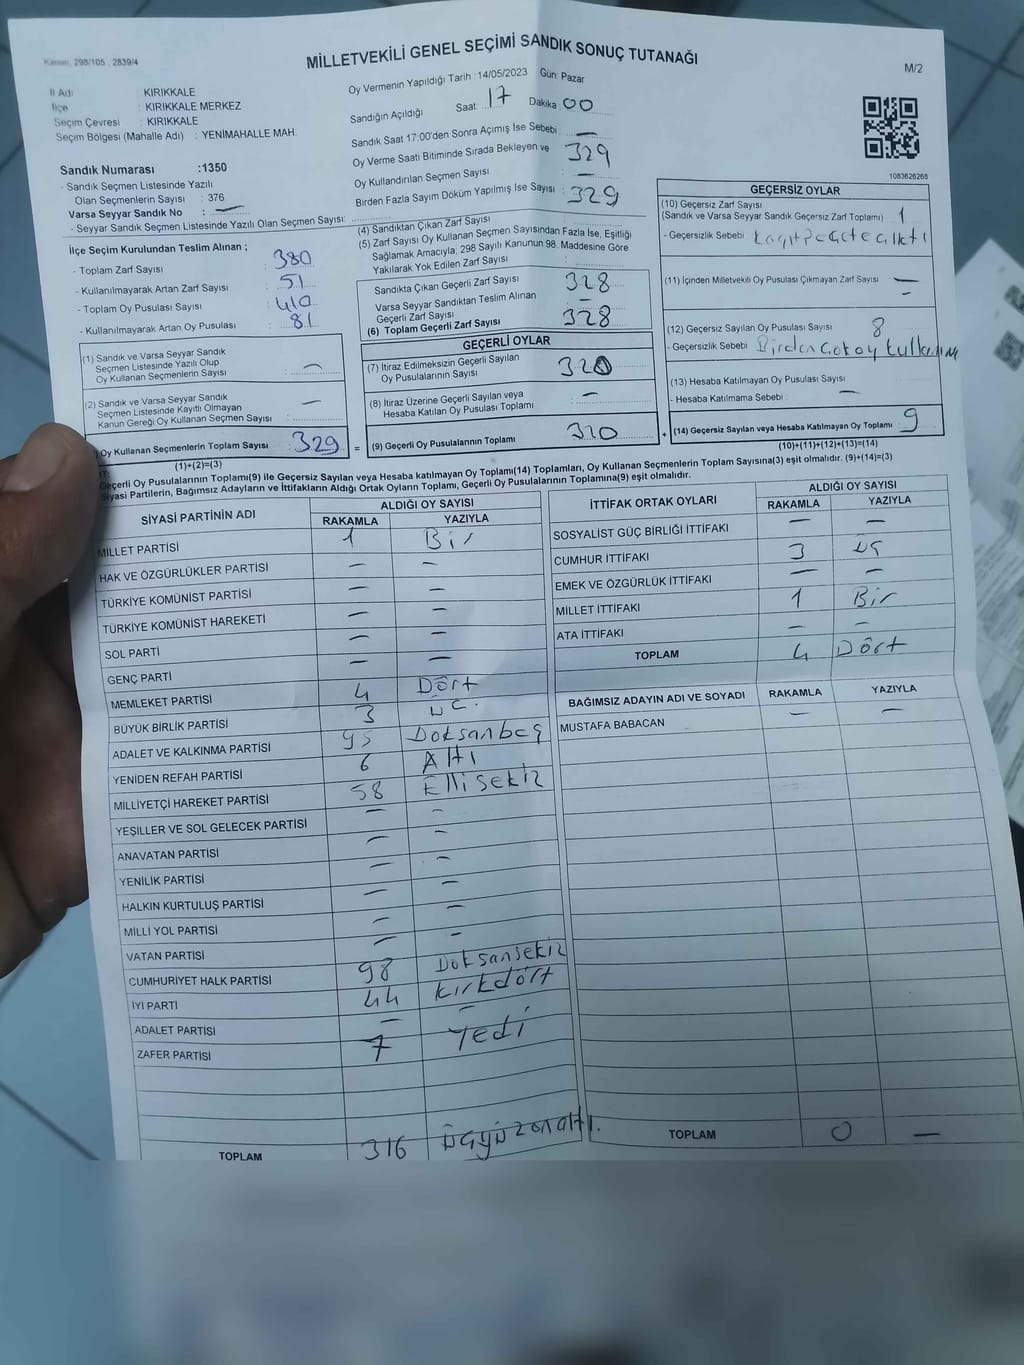 Kanun: 298/105 , 2839/4
MİLLETVEKİLİ GENEL SEÇİMİ SANDIK SONUÇ TUTANAĞI
M/2
İl Adı KIRIKKALE
İlçe : KIRIKKALE MERKEZ
Seçim Çevresi : KIRIKKALE
Seçim Bölgesi (Mahalle Adı) : YENİMAHALLE MAH.
Oy Vermenin Yapıldığı Tarih : 14/05/2023 Gün: Pazar
Sandığın Açıldığı Saat: 17 Dakika 00
Sandık Saat 17:00'den Sonra Açımış İse Sebebi: —
Oy Verme Saati Bitiminde Sırada Bekleyen ve
Oy Kullandırılan Seçmen Sayısı : 329
Birden Fazla Sayım Döküm Yapılmış İse Sayısı : —
329
1083626268
Sandık Numarası :1350
- Sandık Seçmen Listesinde Yazılı
Olan Seçmenlerin Sayısı : 376
Varsa Seyyar Sandık No : —
- Seyyar Sandık Seçmen Listesinde Yazılı Olan Seçmen Sayısı:
İlçe Seçim Kurulundan Teslim Alınan ;
- Toplam Zarf Sayısı : 380
- Kullanılmayarak Artan Zarf Sayısı : 51
- Toplam Oy Pusulası Sayısı : 410
- Kullanılmayarak Artan Oy Pusulası : 81
(1) Sandık ve Varsa Seyyar Sandık
Seçmen Listesinde Yazılı Olup
Oy Kullanan Seçmenlerin Sayısı : —
(2) Sandık ve Varsa Seyyar Sandık
Seçmen Listesinde Kayıtlı Olmayan
Kanun Gereği Oy Kullanan Seçmen Sayısı : —
Oy Kullanan Seçmenlerin Toplam Sayısı : 329
(1)+(2)=(3)
(4) Sandıktan Çıkan Zarf Sayısı
(5) Zarf Sayısı Oy Kullanan Seçmen Sayısından Fazla İse, Eşitliği
Sağlamak Amacıyla; 298 Sayılı Kanunun 98. Maddesine Göre
Yakılarak Yok Edilen Zarf Sayısı
Sandıkta Çıkan Geçerli Zarf Sayısı : 328
Varsa Seyyar Sandıktan Teslim Alınan
Geçerli Zarf Sayısı : —
(6) Toplam Geçerli Zarf Sayısı : 328
GEÇERLİ OYLAR
(7) İtiraz Edilmeksizin Geçerli Sayılan
Oy Pusulalarının Sayısı : 320
(8) İtiraz Üzerine Geçerli Sayılan veya
Hesaba Katılan Oy Pusulası Toplamı : —
= (9) Geçerli Oy Pusulalarının Toplamı : 320 +
GEÇERSİZ OYLAR
(10) Geçersiz Zarf Sayısı
(Sandık ve Varsa Seyyar Sandık Geçersiz Zarf Toplamı) : 1
- Geçersizlik Sebebi :
(11) İçinden Milletvekili Oy Pusulası Çıkmayan Zarf Sayısı : —
(12) Geçersiz Sayılan Oy Pusulası Sayısı : 8
- Geçersizlik Sebebi : Birden Çok oy kullanım
(13) Hesaba Katılmayan Oy Pusulası Sayısı :
- Hesaba Katılmama Sebebi : —
(14) Geçersiz Sayılan veya Hesaba Katılmayan Oy Toplamı : 9
(10)+(11)+(12)+(13)=(14)
Geçerli Oy Pusulalarının Toplamı(9) ile Geçersiz Sayılan veya Hesaba katılmayan Oy Toplamı(14) Toplamları, Oy Kullanan Seçmenlerin Toplam Sayısına(3) eşit olmalıdır. (9)+(14)=(3)
Siyasi Partilerin, Bağımsız Adayların ve İttifakların Aldığı Ortak Oyların Toplamı, Geçerli Oy Pusulalarının Toplamına(9) eşit olmalıdır.
SİYASİ PARTİNİN ADI ALDIĞI OY SAYISI
RAKAMLA YAZIYLA
MİLLET PARTİSİ 1 Bir
HAK VE ÖZGÜRLÜKLER PARTİSİ — —
TÜRKİYE KOMÜNİST PARTİSİ — —
TÜRKİYE KOMÜNİST HAREKETİ — —
SOL PARTİ — —
GENÇ PARTİ — —
MEMLEKET PARTİSİ 4 Dört
BÜYÜK BİRLİK PARTİSİ 3 üç
ADALET VE KALKINMA PARTİSİ 95 Doksanbeş
YENİDEN REFAH PARTİSİ 6 Altı
MİLLİYETÇİ HAREKET PARTİSİ 58 Ellisekiz
YEŞİLLER VE SOL GELECEK PARTİSİ — —
ANAVATAN PARTİSİ — —
YENİLİK PARTİSİ — —
HALKIN KURTULUŞ PARTİSİ — —
MİLLİ YOL PARTİSİ — —
VATAN PARTİSİ — —
CUMHURİYET HALK PARTİSİ 98 Doksansekiz
İYİ PARTİ 44 kırkdört
ADALET PARTİSİ — —
ZAFER PARTİSİ 7 Yedi
TOPLAM 316 üçyüzonaltı.
İTTİFAK ORTAK OYLARI ALDIĞI OY SAYISI
RAKAMLA YAZIYLA
SOSYALİST GÜÇ BİRLİĞİ İTTİFAKI — —
CUMHUR İTTİFAKI 3 üç
EMEK VE ÖZGÜRLÜK İTTİFAKI — —
MİLLET İTTİFAKI 1 Bir
ATA İTTİFAKI — —
TOPLAM 4 Dört
BAĞIMSIZ ADAYIN ADI VE SOYADI RAKAMLA YAZIYLA
MUSTAFA BABACAN — —
TOPLAM 0 —